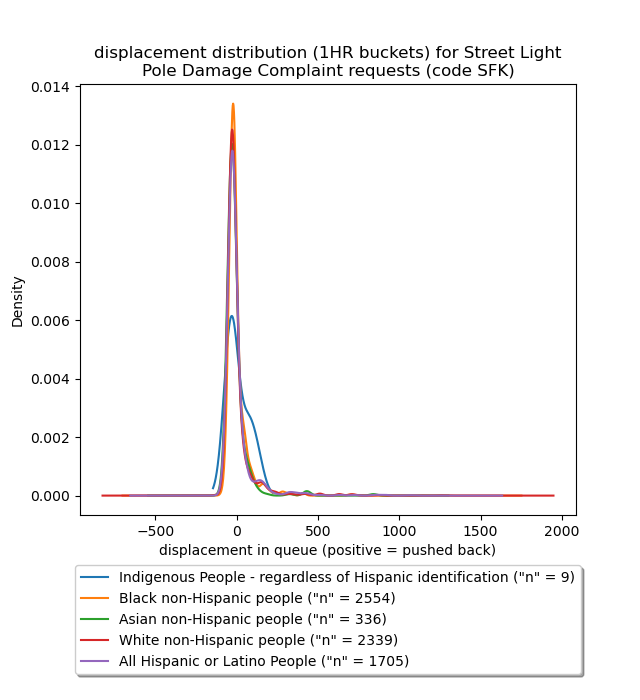 displacement distribution (1HR buckets) for Street Light
Pole Damage Complaint requests (code SFK)
0.014
0.012
0.010
0.008
0.006
0.004
0.002
0.000
Density
−500
0
500
1000
1500
2000
displacement in queue (positive = pushed back)
Indigenous People - regardless of Hispanic identification ("n" = 9)
Black non-Hispanic people ("n" = 2554)
Asian non-Hispanic people ("n" = 336)
White non-Hispanic people ("n" = 2339)
All Hispanic or Latino People ("n" = 1705)